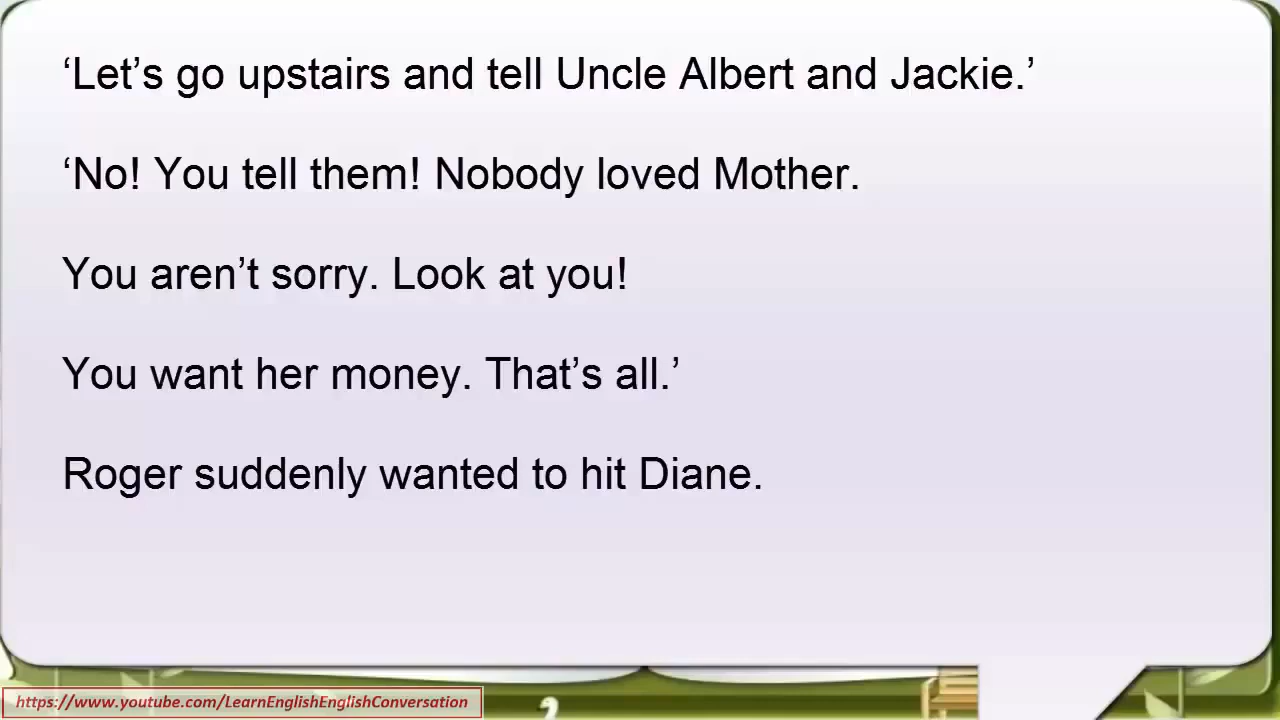 ‘Let’s go upstairs and tell Uncle Albert and Jackie.’
‘No! You tell them! Nobody loved Mother.
You aren’t sorry. Look at you!
You want her money. That’s all.’
Roger suddenly wanted to hit Diane.
https://www.youtube.com/LearnEnglishEnglishConversation